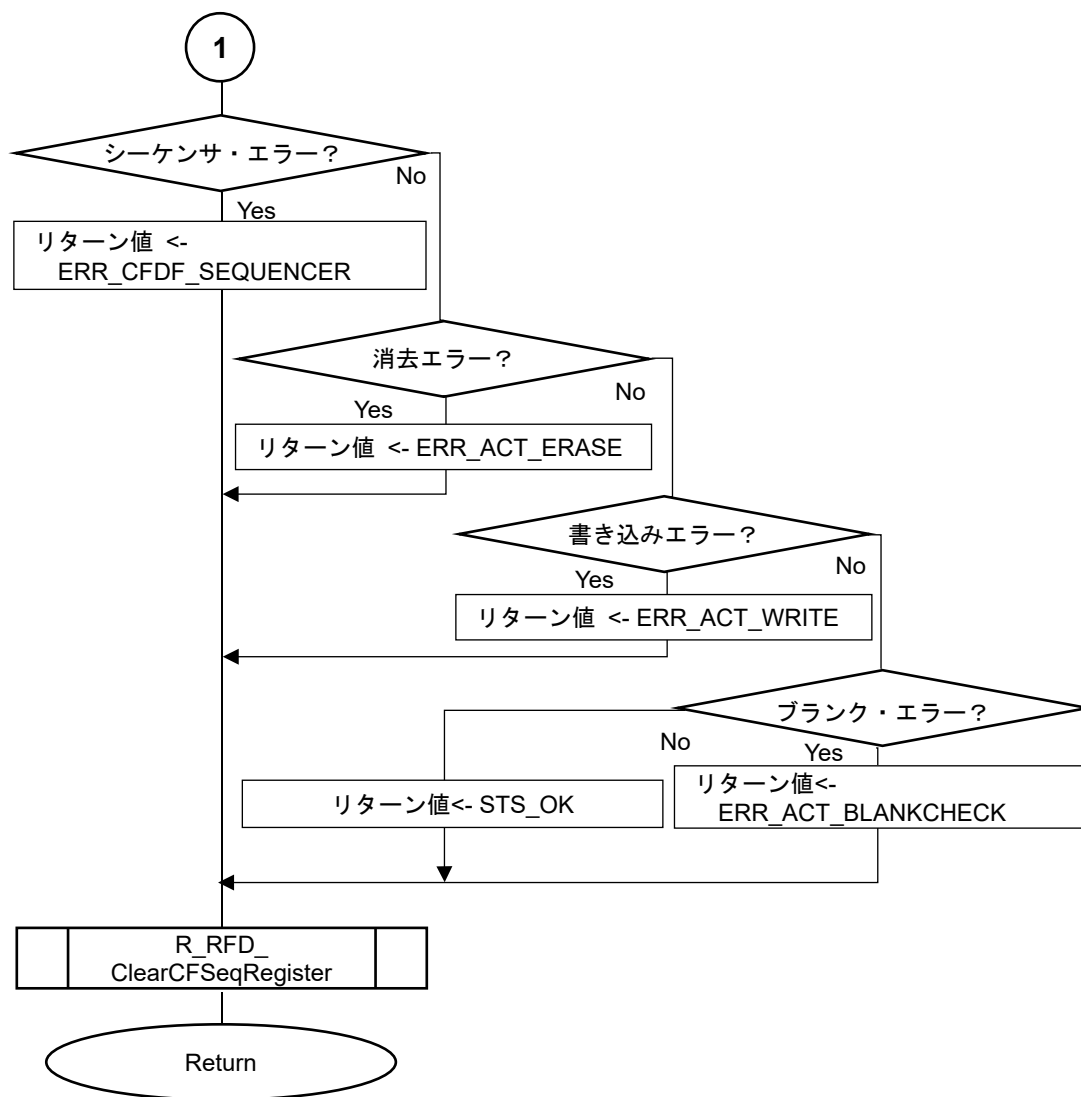 1
シーケンサ・エラー？
No
Yes
リターン値 <-
ERR_CFDF_SEQUENCER
消去エラー？
No
Yes
リターン値 <- ERR_ACT_ERASE
書き込みエラー？
No
Yes
リターン値 <- ERR_ACT_WRITE
ブランク・エラー？
No
Yes
リターン値<- STS_OK
リターン値<-
ERR_ACT_BLANKCHECK
R_RFD_
ClearCFSeqRegister
Return